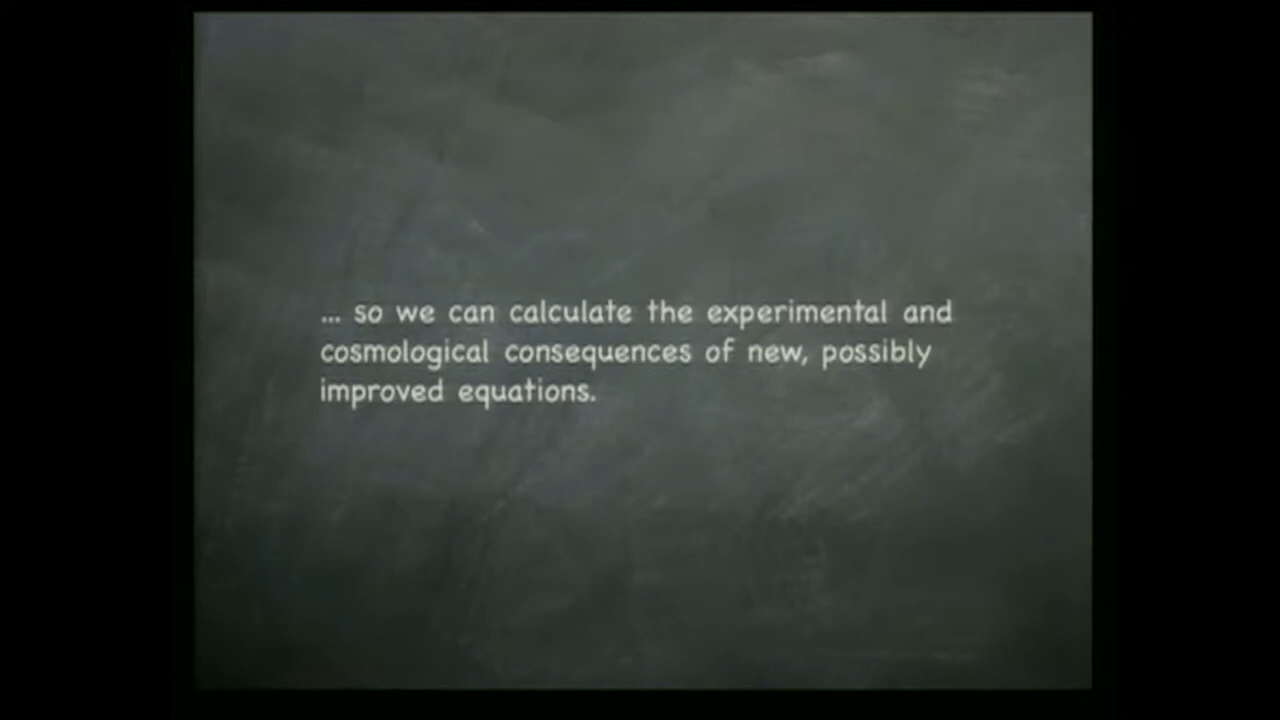 ... so we can calculate the experimental and
cosmological consequences of new, possibly
improved equations.